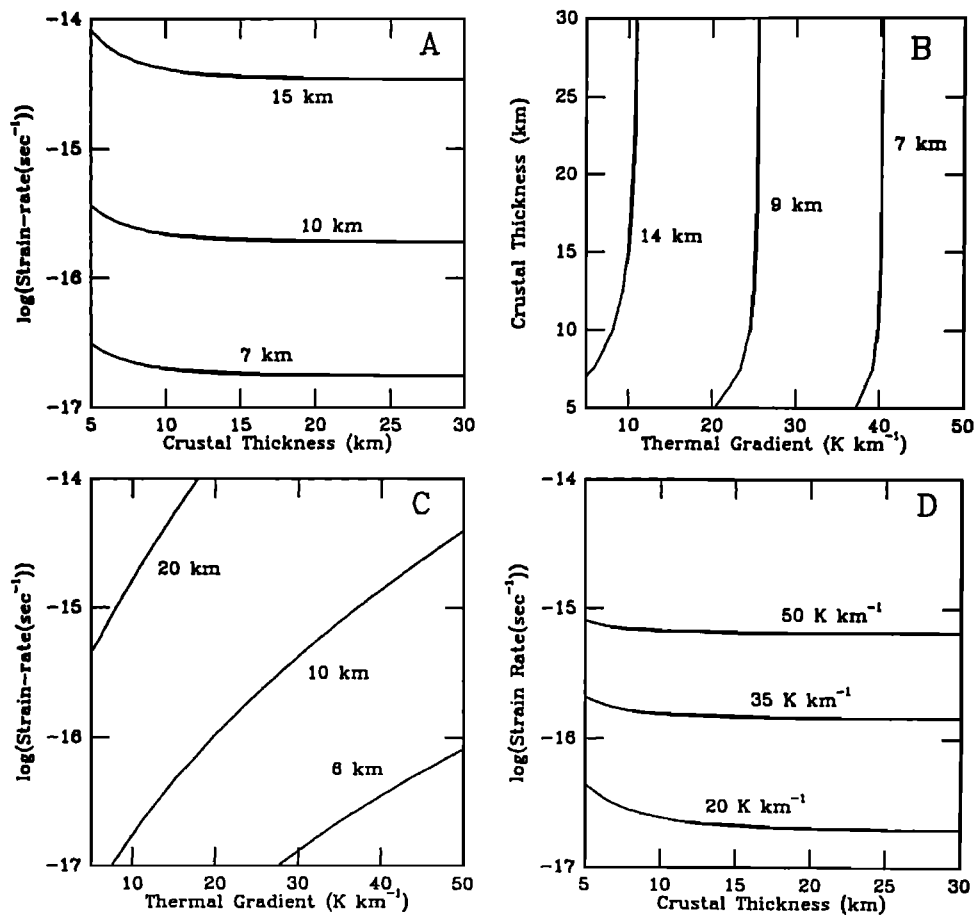 A
-14
-15
-16
-17
15 km
10 km
7 km
5 10 15 20 25 30
Crustal Thickness (km)
log(Strain-rate(sec⁻¹))
B
30
25
20
15
10
5
14 km
9 km
7 km
10 20 30 40 50
Thermal Gradient (K km⁻¹)
Crustal Thickness (km)
C
-14
-15
-16
-17
20 km
10 km
6 km
10 20 30 40 50
Thermal Gradient (K km⁻¹)
log(Strain-rate(sec⁻¹))
D
-14
-15
-16
-17
50 K km⁻¹
35 K km⁻¹
20 K km⁻¹
5 10 15 20 25 30
Crustal Thickness (km)
log(Strain Rate(sec⁻¹))